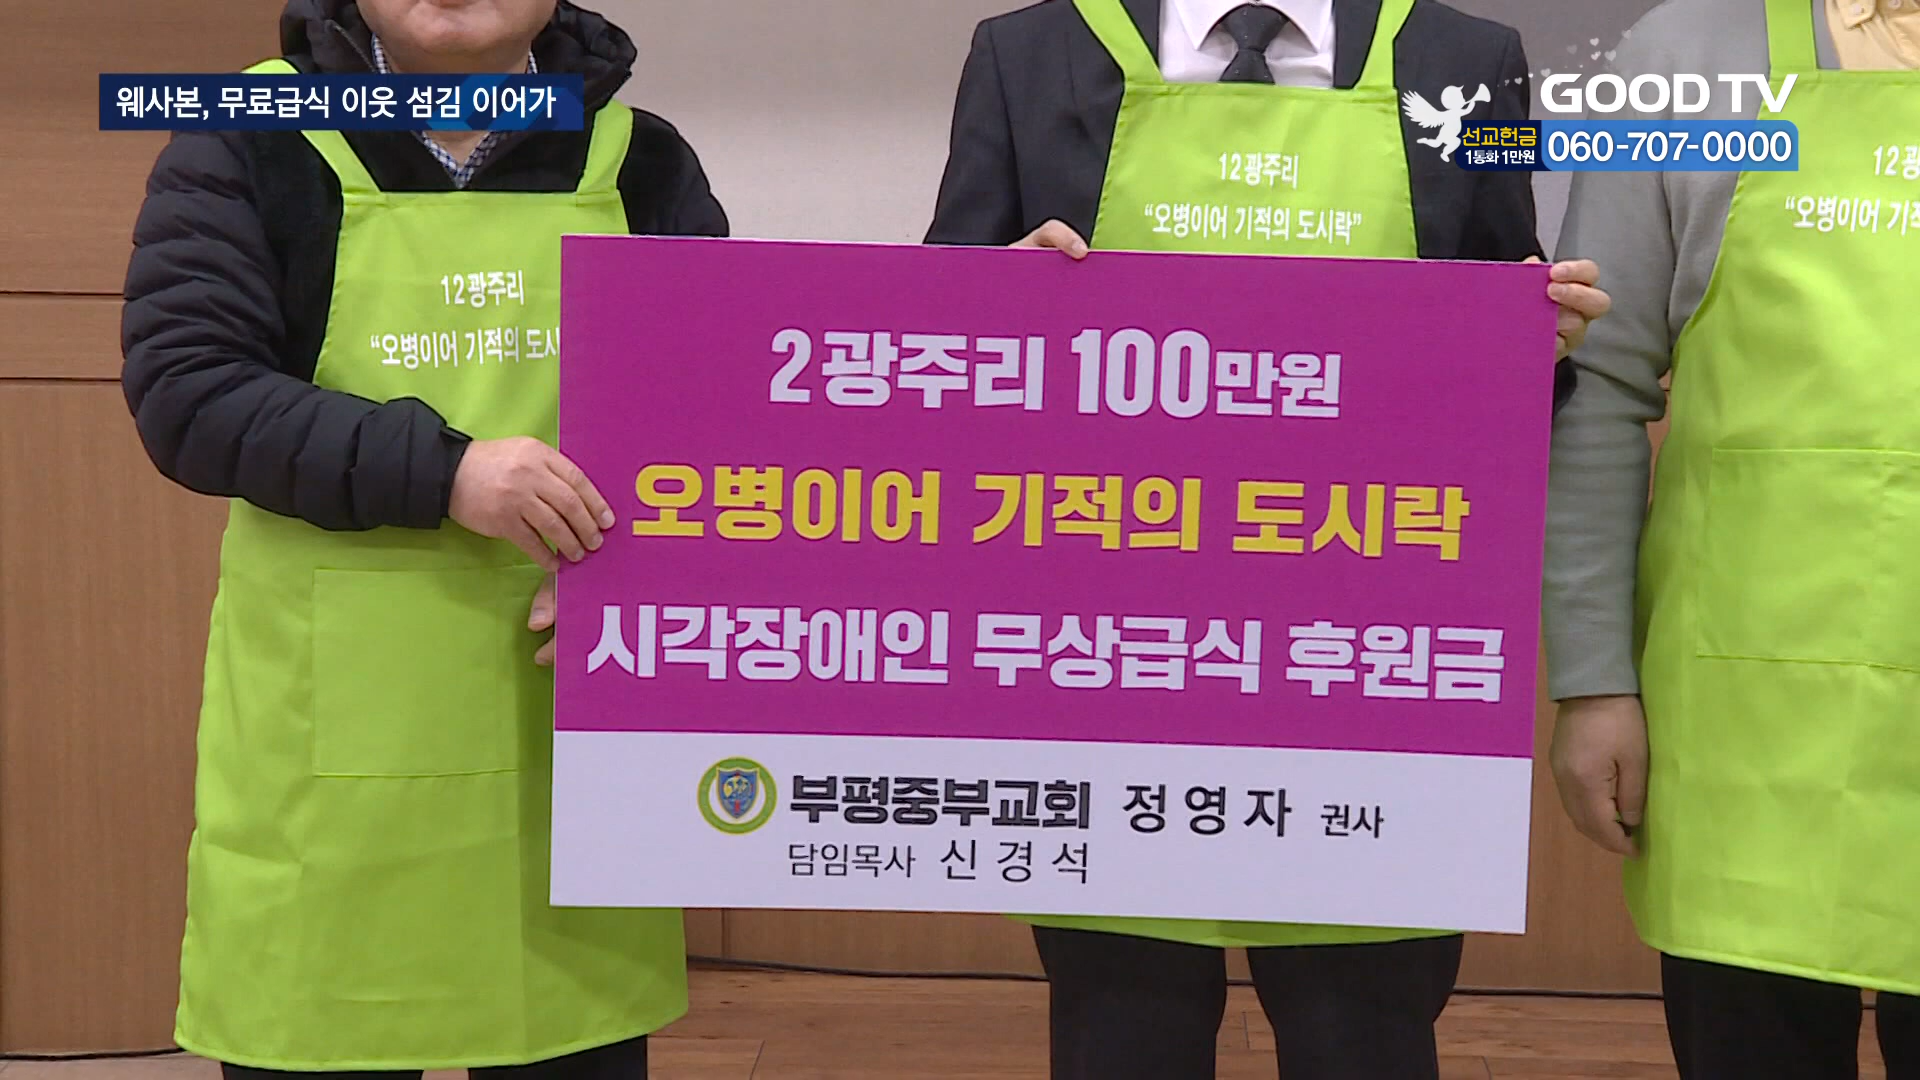 웨사본, 무료급식 이웃 섬김 이어가
GOOD TV
선교헌금
1통화 1만원
060-707-0000
12광주리
“오병이어 기적의 도시락”
12광주리
“오병이어 기적의
12
“오병이어
2광주리 100만원
오병이어 기적의 도시락
시각장애인 무상급식 후원금
부평중부교회 정영자 권사
담임목사 신경석